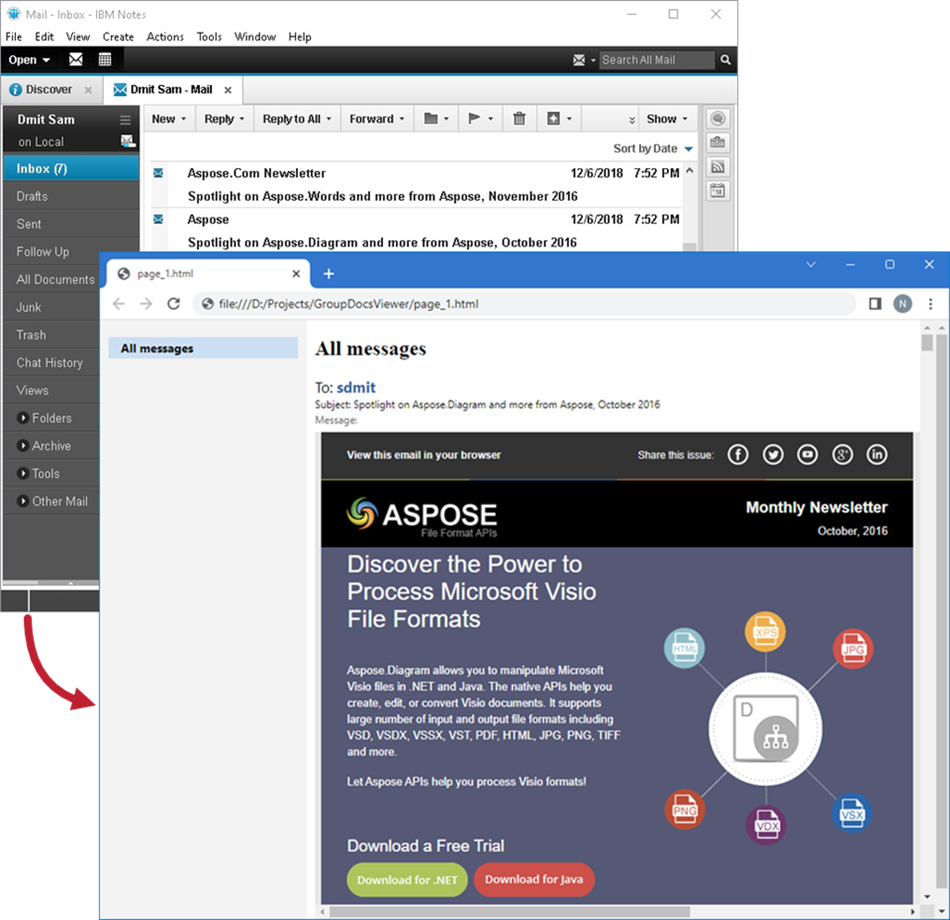 Mail - Inbox - IBM Notes
File Edit View Create Actions Tools Window Help
Open
Search All Mail
Discover
Dmit Sam - Mail
Dmit Sam
on Local
Inbox (7)
Drafts
Sent
Follow Up
All Documents
Junk
Trash
Chat History
Views
Folders
Archive
Tools
Other Mail
New Reply Reply to All Forward Show
Sort by Date
Aspose.Com Newsletter 12/6/2018 7:52 PM
Spotlight on Aspose.Words and more from Aspose, November 2016
Aspose 12/6/2018 7:52 PM
Spotlight on Aspose.Diagram and more from Aspose, October 2016
page_1.html
file:///D:/Projects/GroupDocsViewer/page_1.html
N
All messages
All messages
To: sdmit
Subject: Spotlight on Aspose.Diagram and more from Aspose, October 2016
Message:
View this email in your browser
Share this issue:
ASPOSE
File Format APIs
Monthly Newsletter
October, 2016
Discover the Power to
Process Microsoft Visio
File Formats
Aspose.Diagram allows you to manipulate Microsoft
Visio files in .NET and Java. The native APIs help you
create, edit, or convert Visio documents. It supports
large number of input and output file formats including
VSD, VSDX, VSSX, VST, PDF, HTML, JPG, PNG, TIFF
and more.
Let Aspose APIs help you process Visio formats!
HTML
XPS
JPG
D
PNG
VDX
VSX
Download a Free Trial
Download for .NET
Download for Java